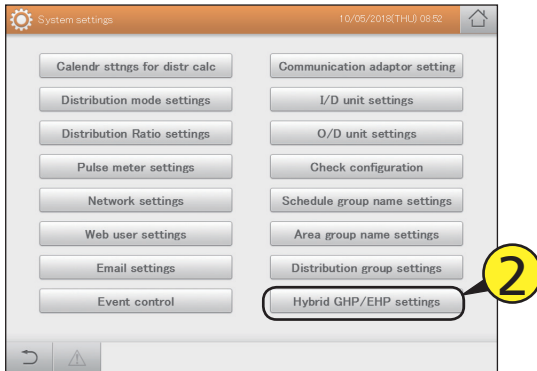 System settings
10/05/2018(THU) 08:52
Calendr sttngs for distr calc
Communication adaptor setting
Distribution mode settings
I/D unit settings
Distribution Ratio settings
O/D unit settings
Pulse meter settings
Check configuration
Network settings
Schedule group name settings
Web user settings
Area group name settings
Email settings
Distribution group settings
Event control
Hybrid GHP/EHP settings
2